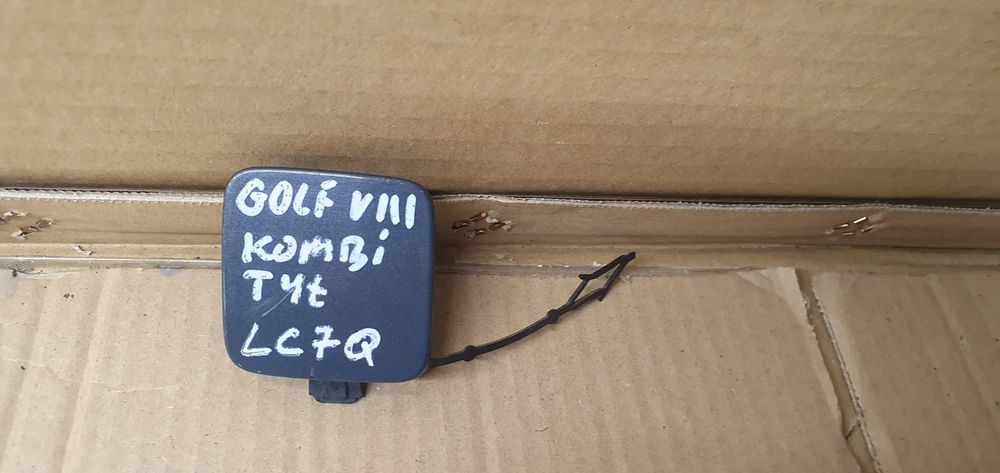 GOLF VIII
KOMBi
TYŁ
LC7Q